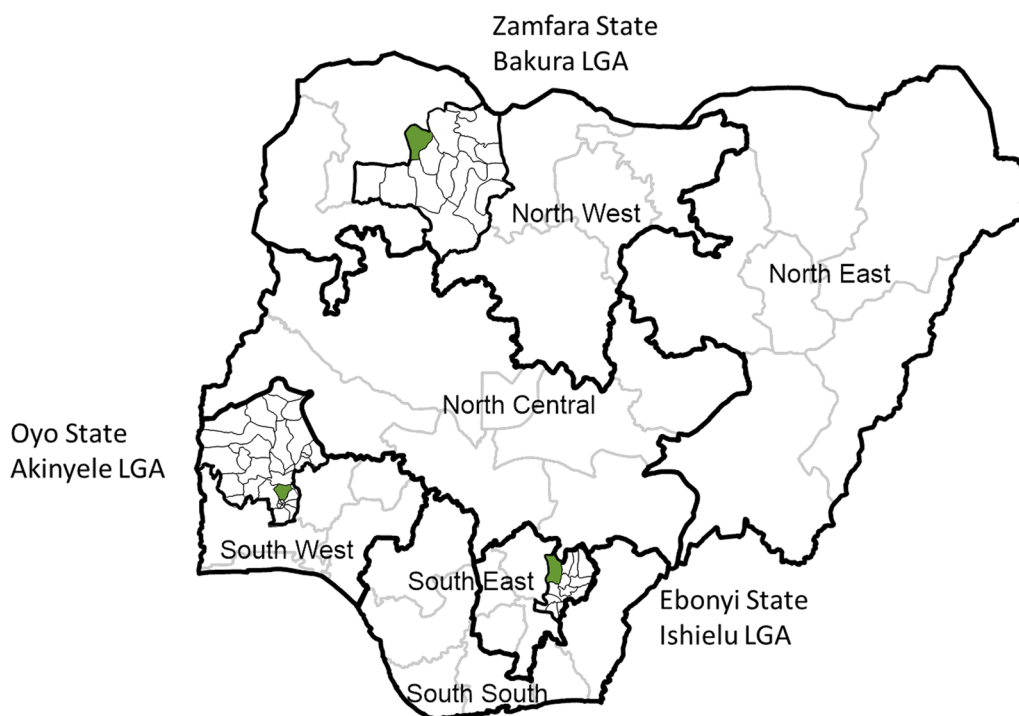 Zamfara State
Bakura LGA
North West
North East
North Central
Oyo State
Akinyele LGA
South West
South East
Ebonyi State
Ishielu LGA
South South